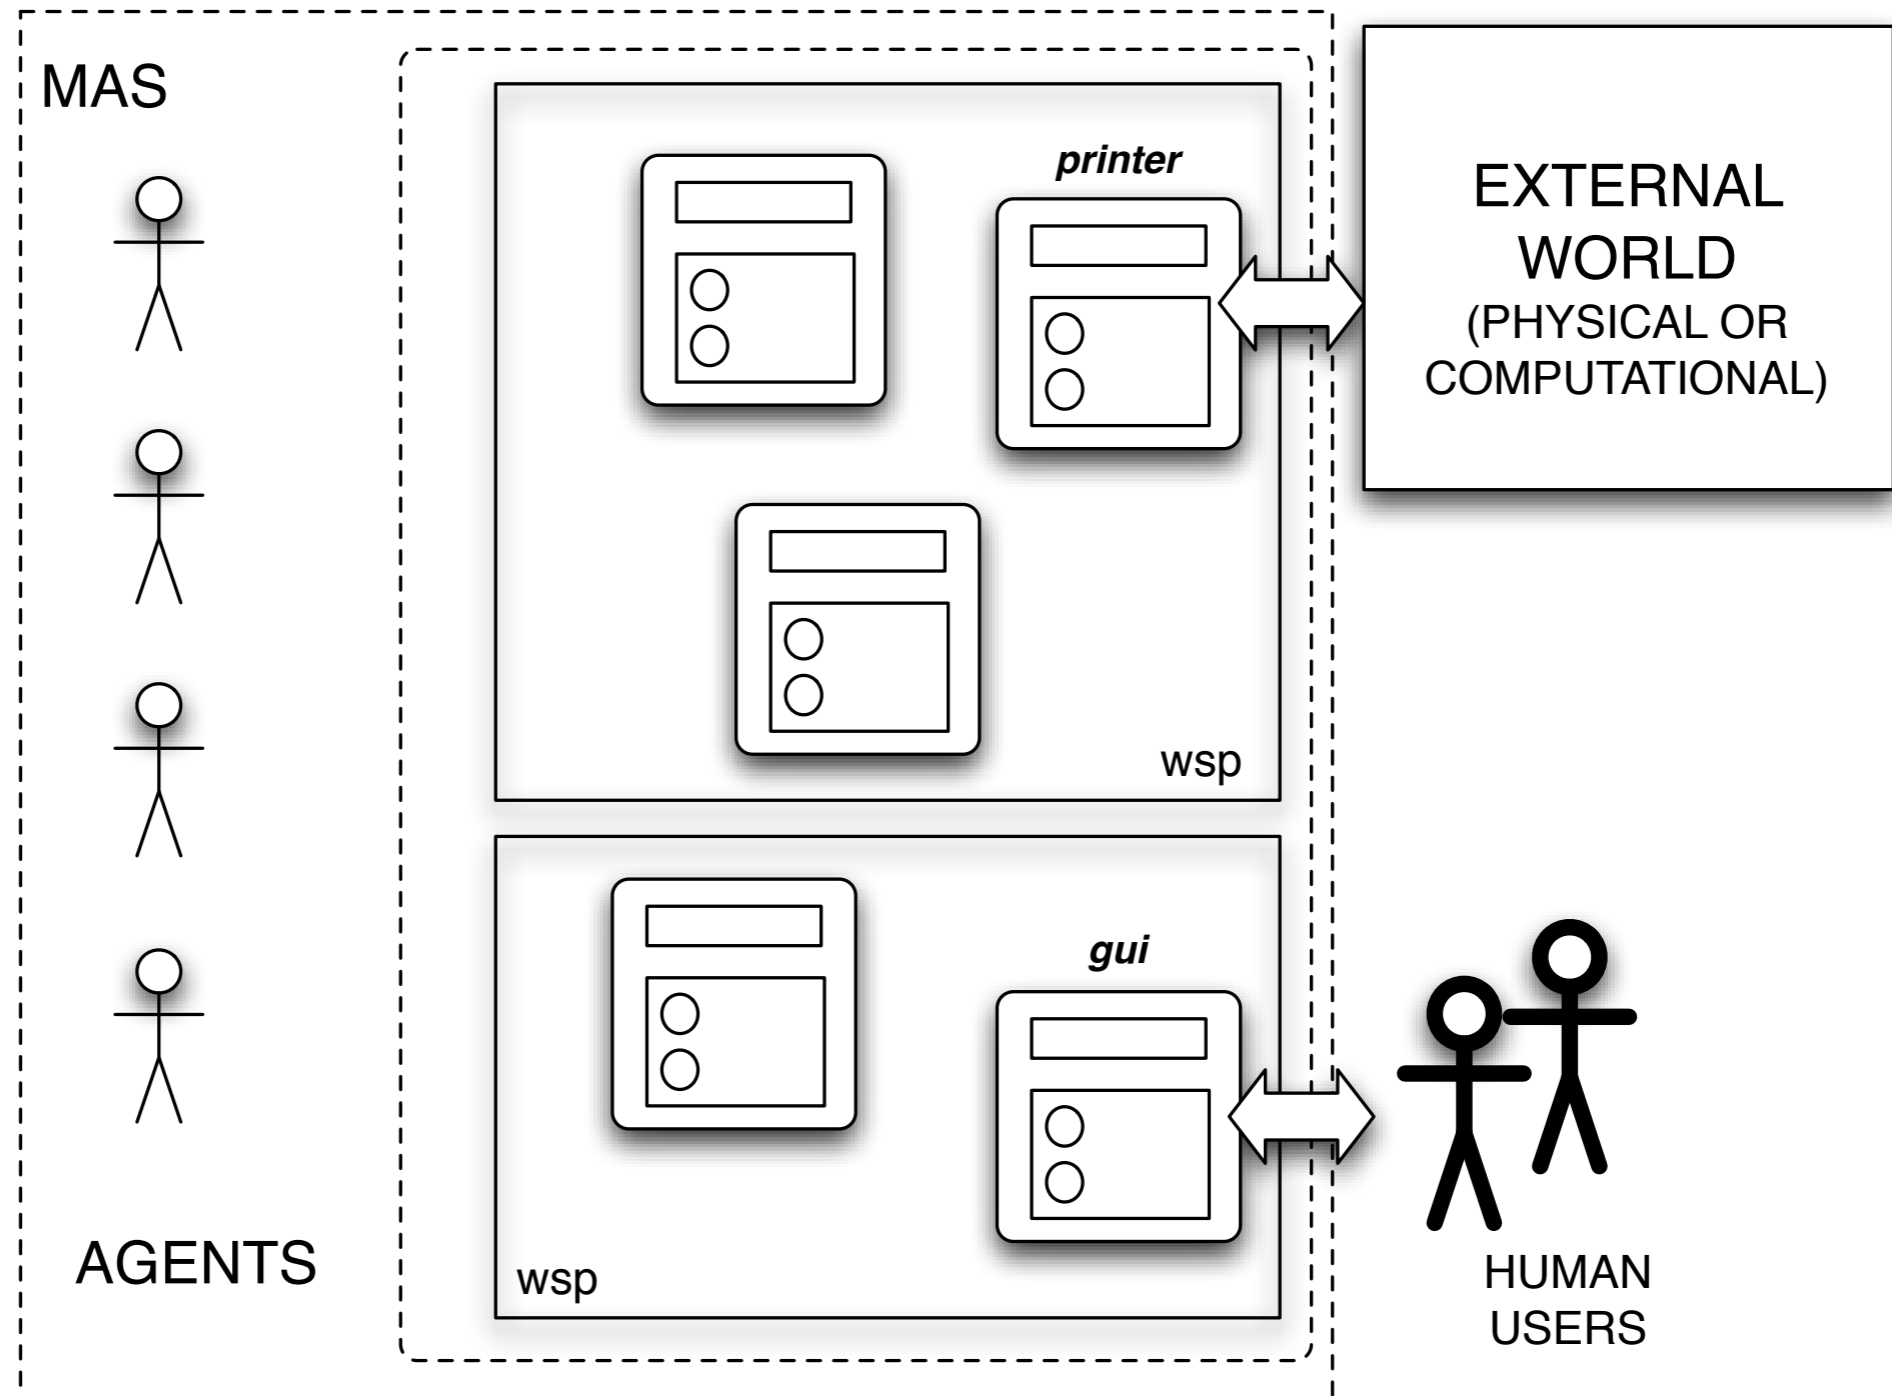 MAS
printer
EXTERNAL
WORLD
(PHYSICAL OR
COMPUTATIONAL)
wsp
gui
AGENTS
wsp
HUMAN
USERS